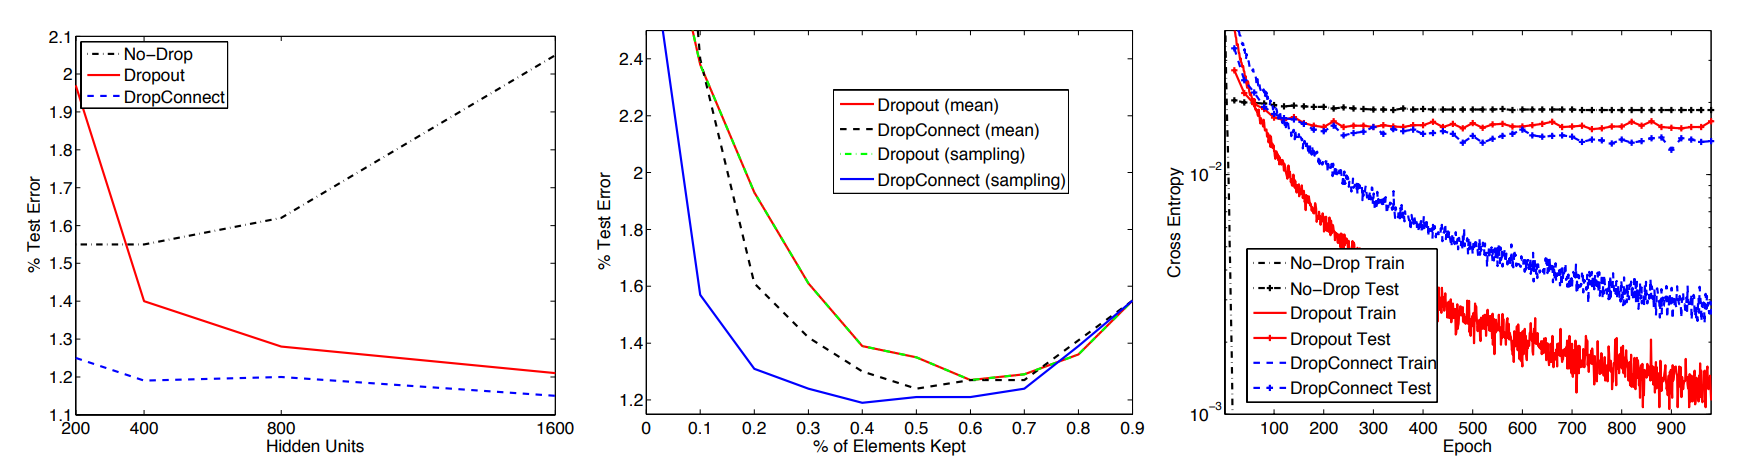 2.1
2
1.9
1.8
1.7
1.6
1.5
1.4
1.3
1.2
1.1
% Test Error
No−Drop
Dropout
DropConnect
200 400 800 1600
Hidden Units
2.4
2.2
2
1.8
1.6
1.4
1.2
% Test Error
Dropout (mean)
DropConnect (mean)
Dropout (sampling)
DropConnect (sampling)
0 0.1 0.2 0.3 0.4 0.5 0.6 0.7 0.8 0.9
% of Elements Kept
10−2
10−3
Cross Entropy
No−Drop Train
No−Drop Test
Dropout Train
Dropout Test
DropConnect Train
DropConnect Test
100 200 300 400 500 600 700 800 900
Epoch